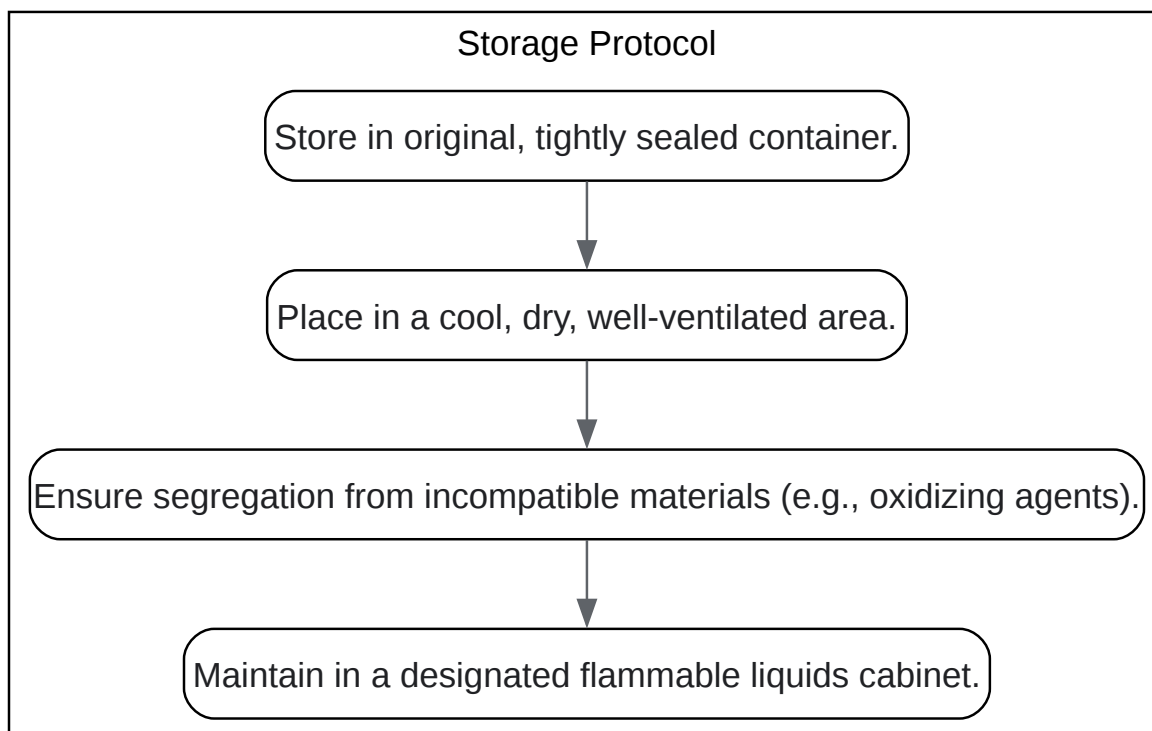 Storage Protocol
Store in original, tightly sealed container.
Place in a cool, dry, well-ventilated area.
Ensure segregation from incompatible materials (e.g., oxidizing agents).
Maintain in a designated flammable liquids cabinet.